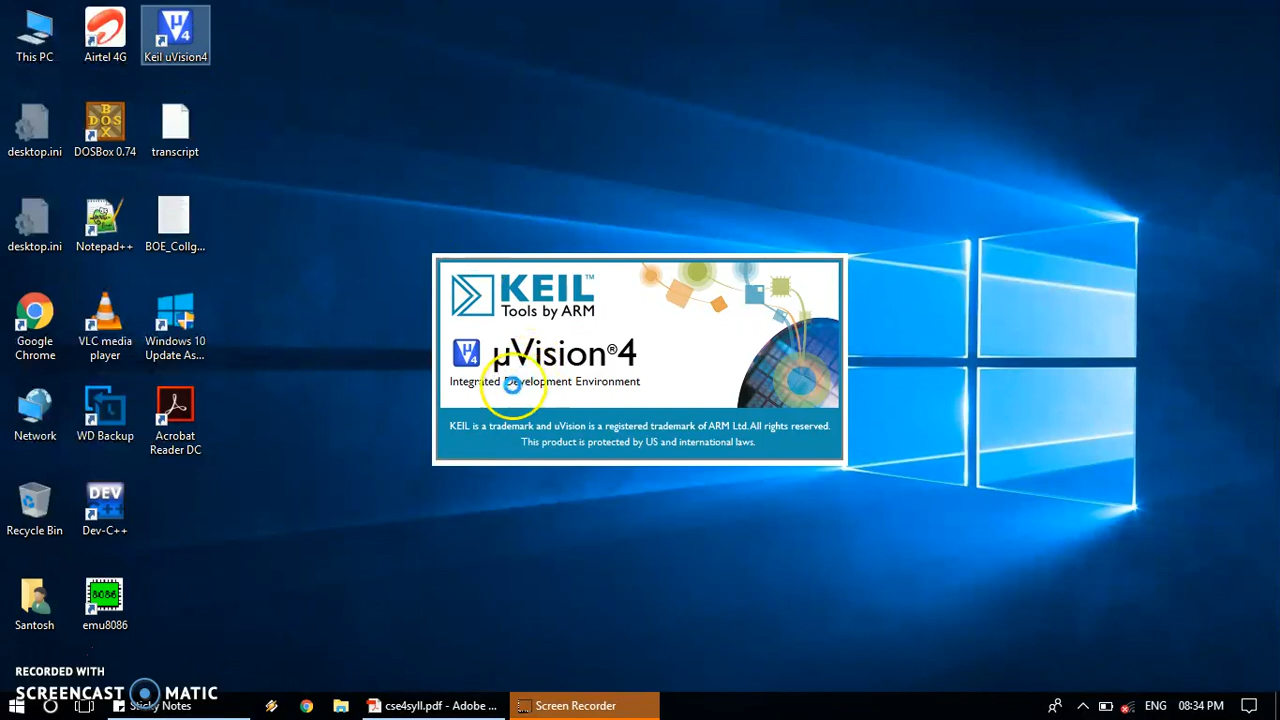 This PC
Airtel 4G
Keil uVision4
desktop.ini
DOSBox 0.74
transcript
desktop.ini
Notepad++
BOE_Collg...
Google
Chrome
VLC media
player
Windows 10
Update As...
Network
WD Backup
Acrobat
Reader DC
Recycle Bin
Dev-C++
Santosh
emu8086
KEIL™
Tools by ARM
µVision®4
Integrated Development Environment
KEIL is a trademark and uVision is a registered trademark of ARM Ltd. All rights reserved.
This product is protected by US and international laws.
RECORDED WITH
SCREENCAST MATIC
Sticky Notes
cse4syll.pdf - Adobe ...
Screen Recorder
ENG
08:34 PM